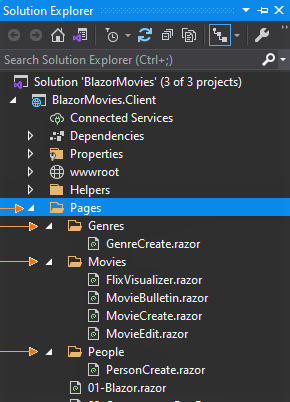 Solution Explorer
Search Solution Explorer (Ctrl+;)
Solution 'BlazorMovies' (3 of 3 projects)
BlazorMovies.Client
Connected Services
Dependencies
Properties
wwwroot
Helpers
Pages
Genres
GenreCreate.razor
Movies
FlixVisualizer.razor
MovieBulletin.razor
MovieCreate.razor
MovieEdit.razor
People
PersonCreate.razor
01-Blazor.razor